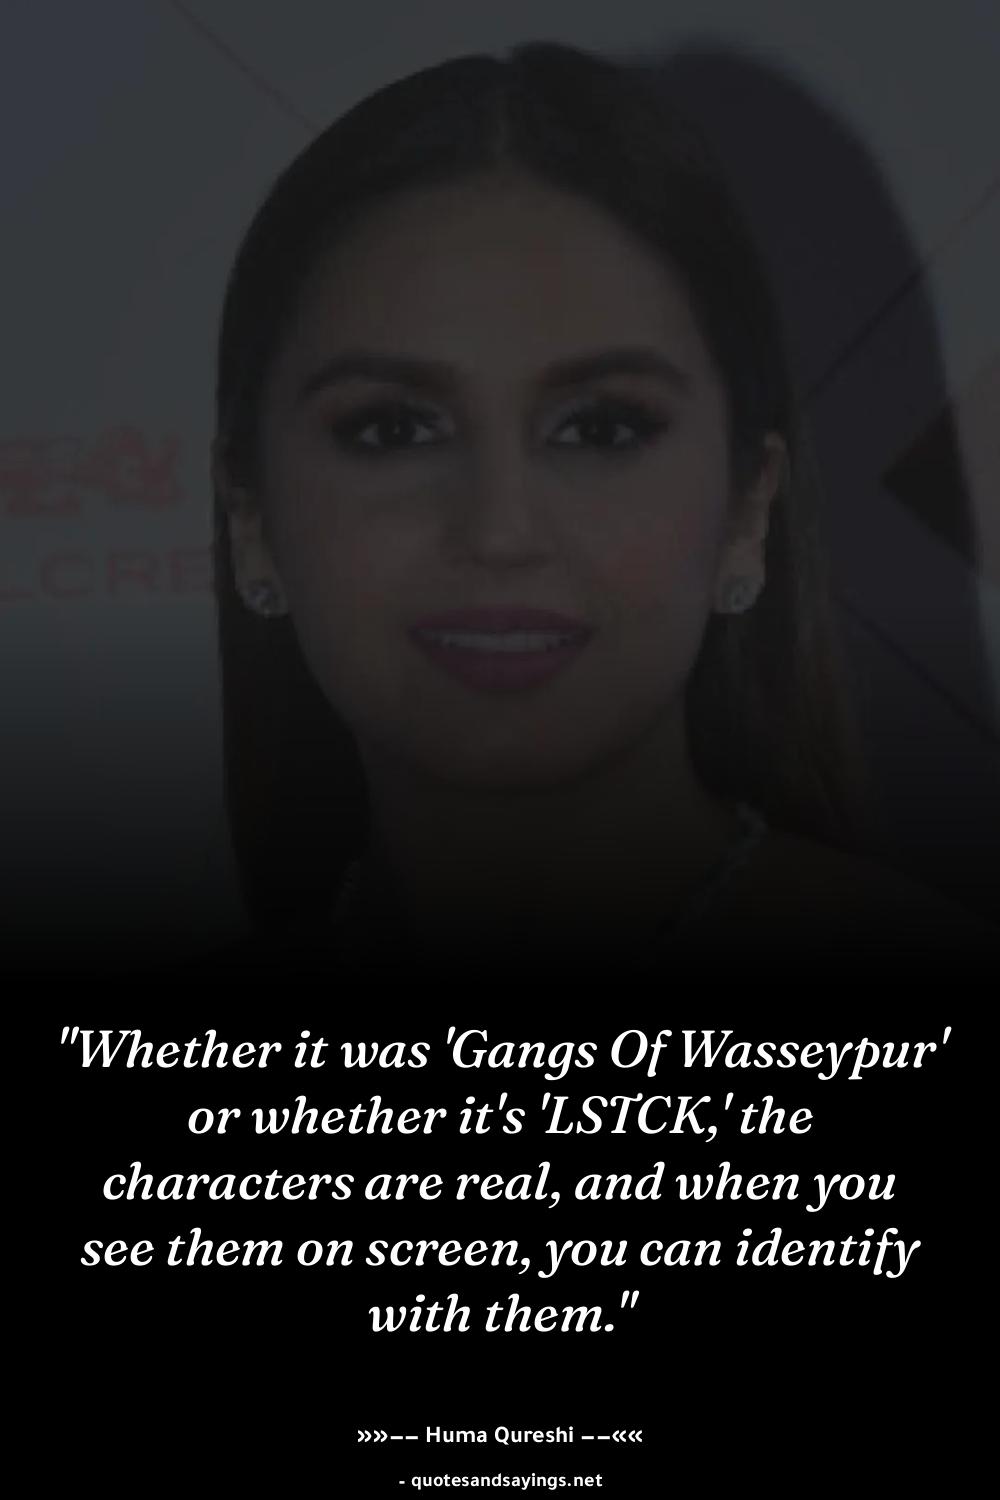 LCRE
"Whether it was 'Gangs Of Wasseypur'
or whether it's 'LSTCK,' the
characters are real, and when you
see them on screen, you can identify
with them."
»»–– Huma Qureshi ––««
- quotesandsayings.net